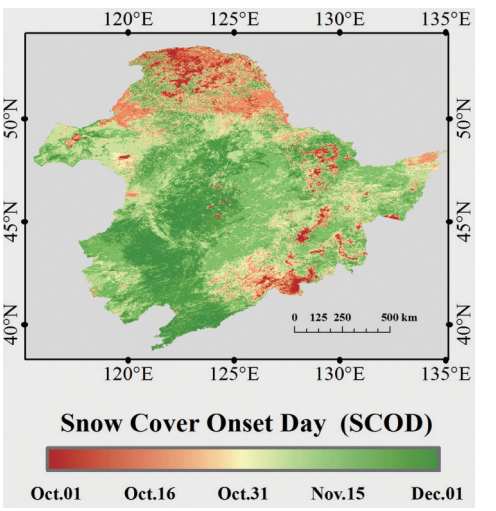 120°E 125°E 130°E 135°E
50°N
50°N
45°N
45°N
40°N
40°N
0 125 250 500 km
120°E 125°E 130°E 135°E
Snow Cover Onset Day (SCOD)
Oct.01 Oct.16 Oct.31 Nov.15 Dec.01